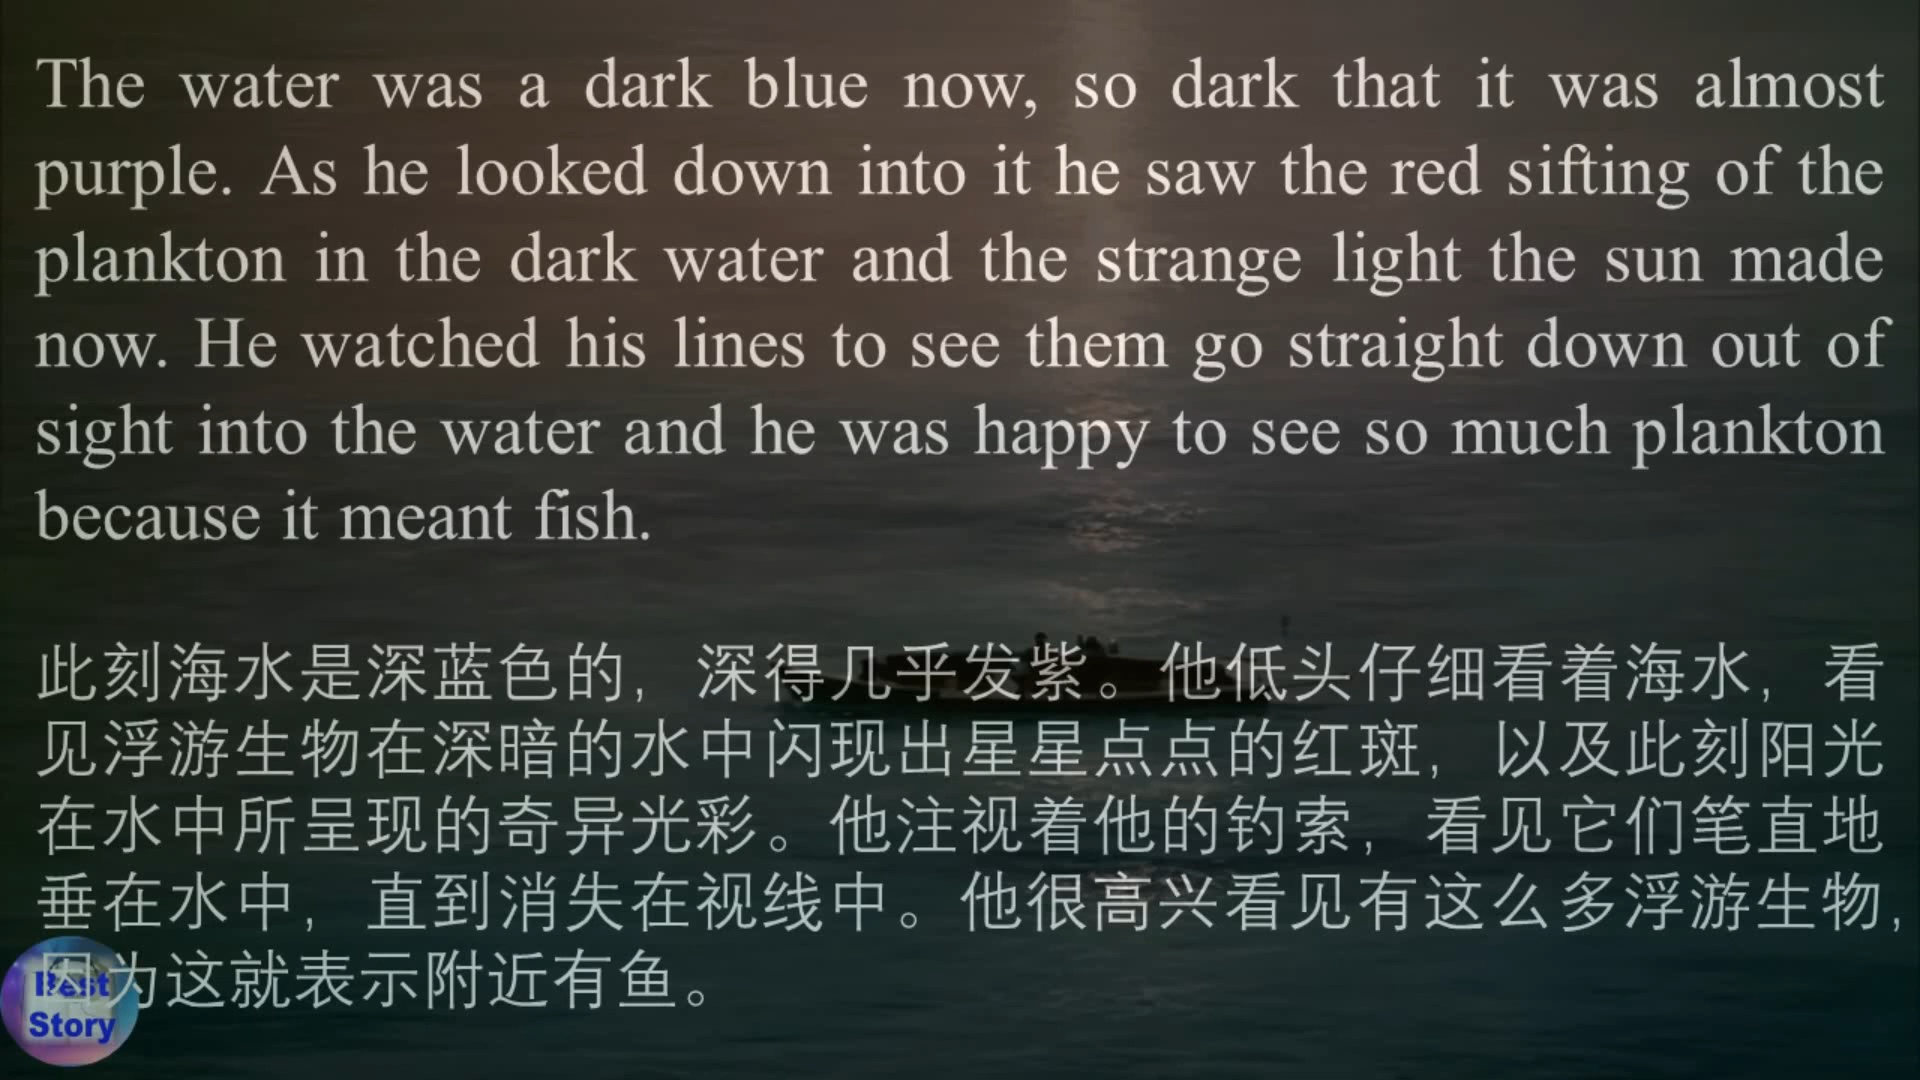 The water was a dark blue now, so dark that it was almost
purple. As he looked down into it he saw the red sifting of the
plankton in the dark water and the strange light the sun made
now. He watched his lines to see them go straight down out of
sight into the water and he was happy to see so much plankton
because it meant fish.
此刻海水是深蓝色的，深得几乎发紫。他低头仔细看着海水，看
见浮游生物在深暗的水中闪现出星星点点的红斑，以及此刻阳光
在水中所呈现的奇异光彩。他注视着他的钓索，看见它们笔直地
垂在水中，直到消失在视线中。他很高兴看见有这么多浮游生物，
因为这就表示附近有鱼。
Best
Story